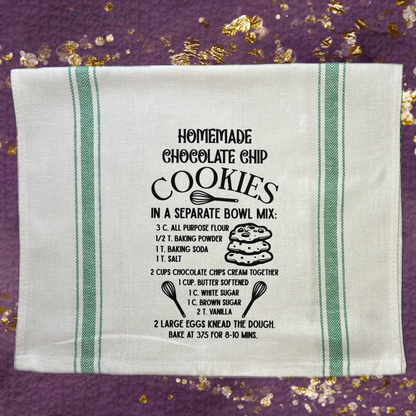 HOMEMADE
CHOCOLATE CHIP
COOKIES
IN A SEPARATE BOWL MIX:
3 C. ALL PURPOSE FLOUR
1/2 T. BAKING POWDER
1 T. BAKING SODA
1 T. SALT
2 CUPS CHOCOLATE CHIPS CREAM TOGETHER
1 CUP. BUTTER SOFTENED
1 C. WHITE SUGAR
1 C. BROWN SUGAR
2 T. VANILLA
2 LARGE EGGS KNEAD THE DOUGH.
BAKE AT 375 FOR 8-10 MINS.